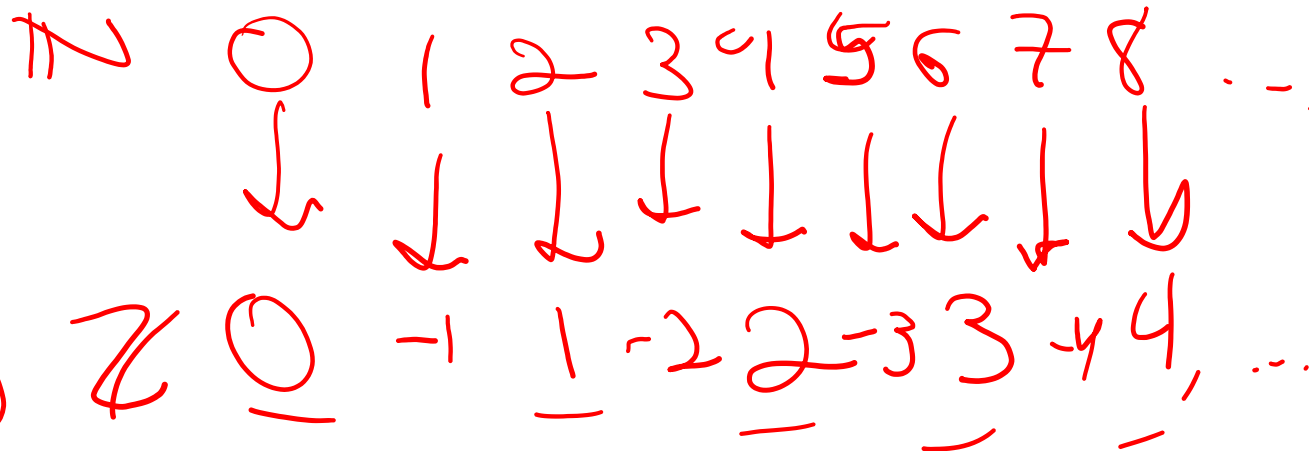 ℕ 0 1 2 3 4 5 6 7 8 ...
ℤ 0 -1 1 -2 2 -3 3 -4 4, ...